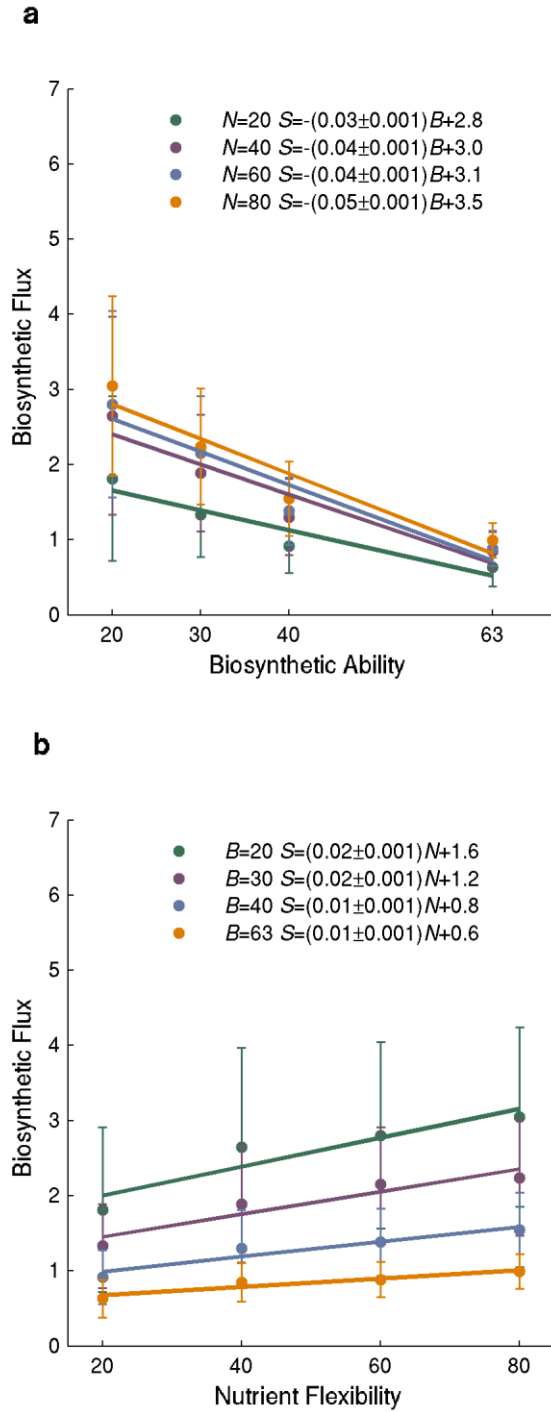 a
7
N=20 S=-(0.03±0.001)B+2.8
N=40 S=-(0.04±0.001)B+3.0
6
N=60 S=-(0.04±0.001)B+3.1
N=80 S=-(0.05±0.001)B+3.5
5
4
Biosynthetic Flux
3
2
1
0
20 30 40 63
Biosynthetic Ability
b
7
B=20 S=(0.02±0.001)N+1.6
B=30 S=(0.02±0.001)N+1.2
6
B=40 S=(0.01±0.001)N+0.8
B=63 S=(0.01±0.001)N+0.6
5
4
Biosynthetic Flux
3
2
1
0
20 40 60 80
Nutrient Flexibility